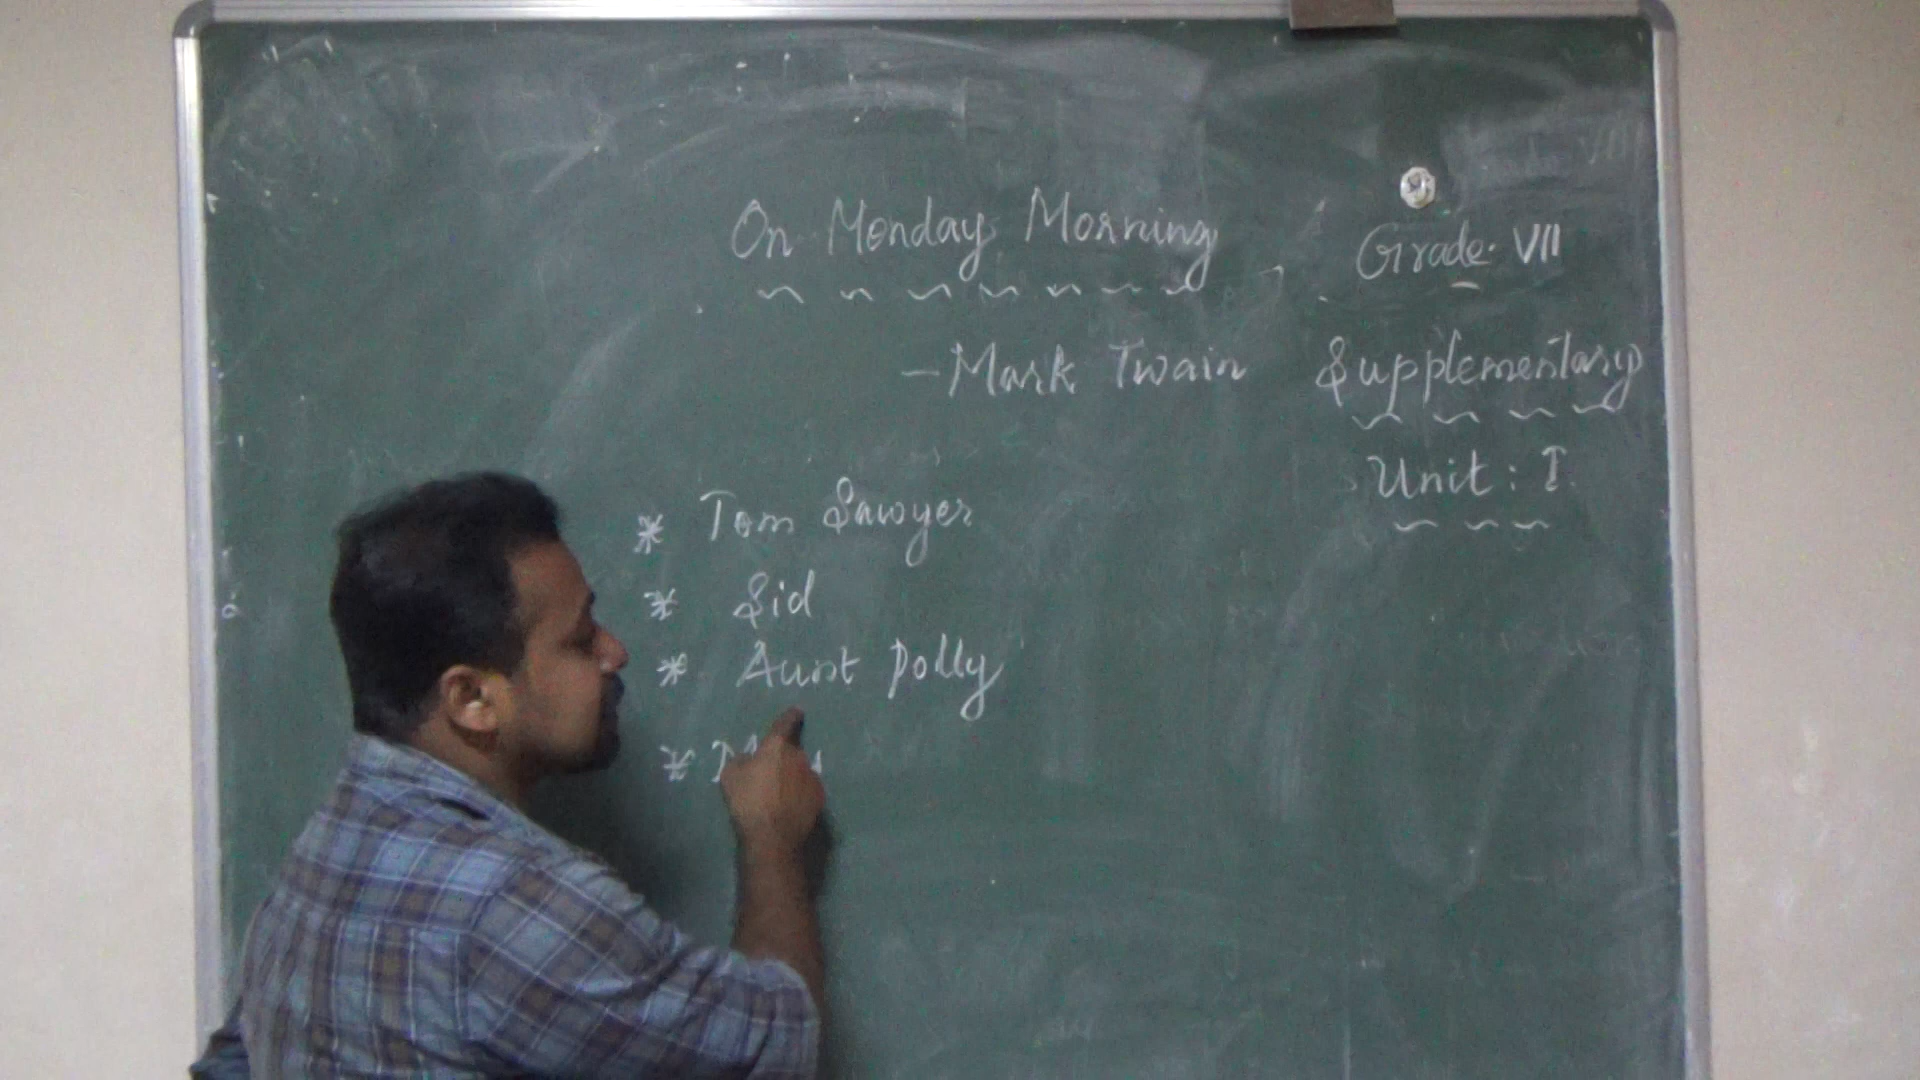 On Monday Morning
- Mark Twain
Grade VII
Supplementary
Unit : I
* Tom Sawyer
* Sid
* Aunt Polly
*